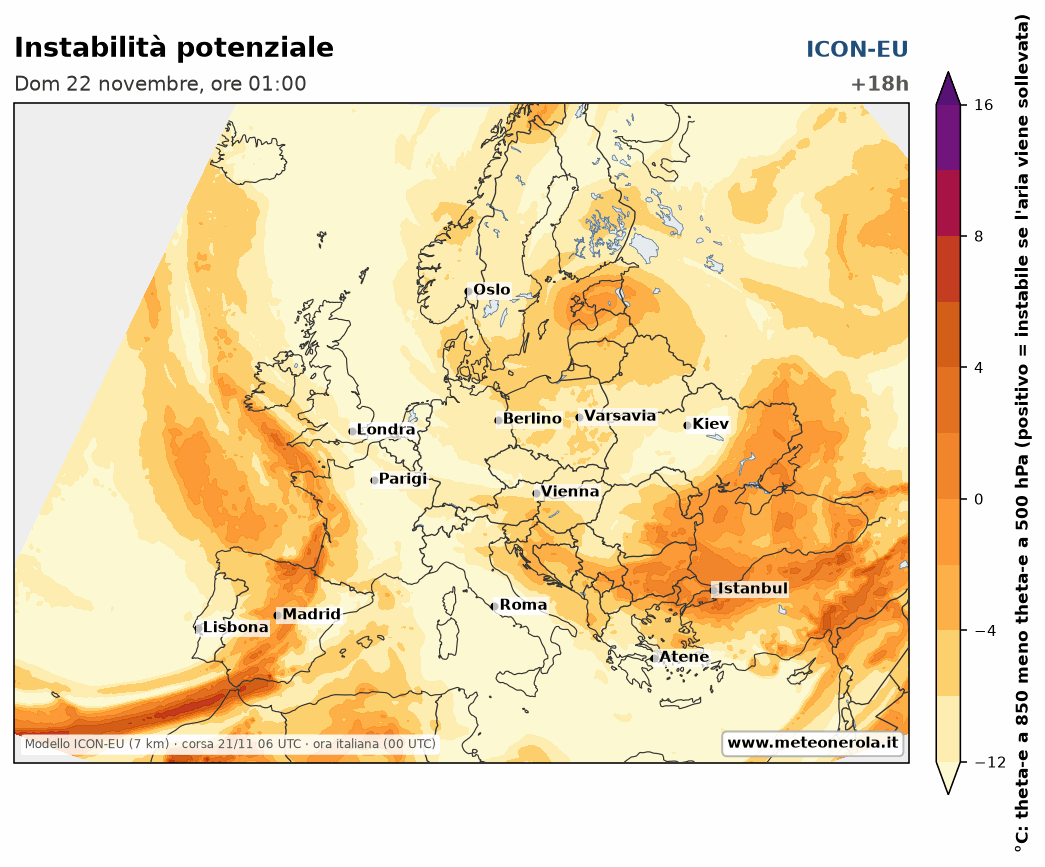 Instabilità potenziale
ICON-EU
Dom 22 novembre, ore 01:00
+18h
Oslo
Londra
Berlino
Varsavia
Kiev
Parigi
Vienna
Istanbul
Roma
Madrid
Lisbona
Atene
Modello ICON-EU (7 km) · corsa 21/11 06 UTC · ora italiana (00 UTC)
www.meteonerola.it
16
8
4
0
−4
−12
°C: theta-e a 850 meno theta-e a 500 hPa (positivo = instabile se l'aria viene sollevata)